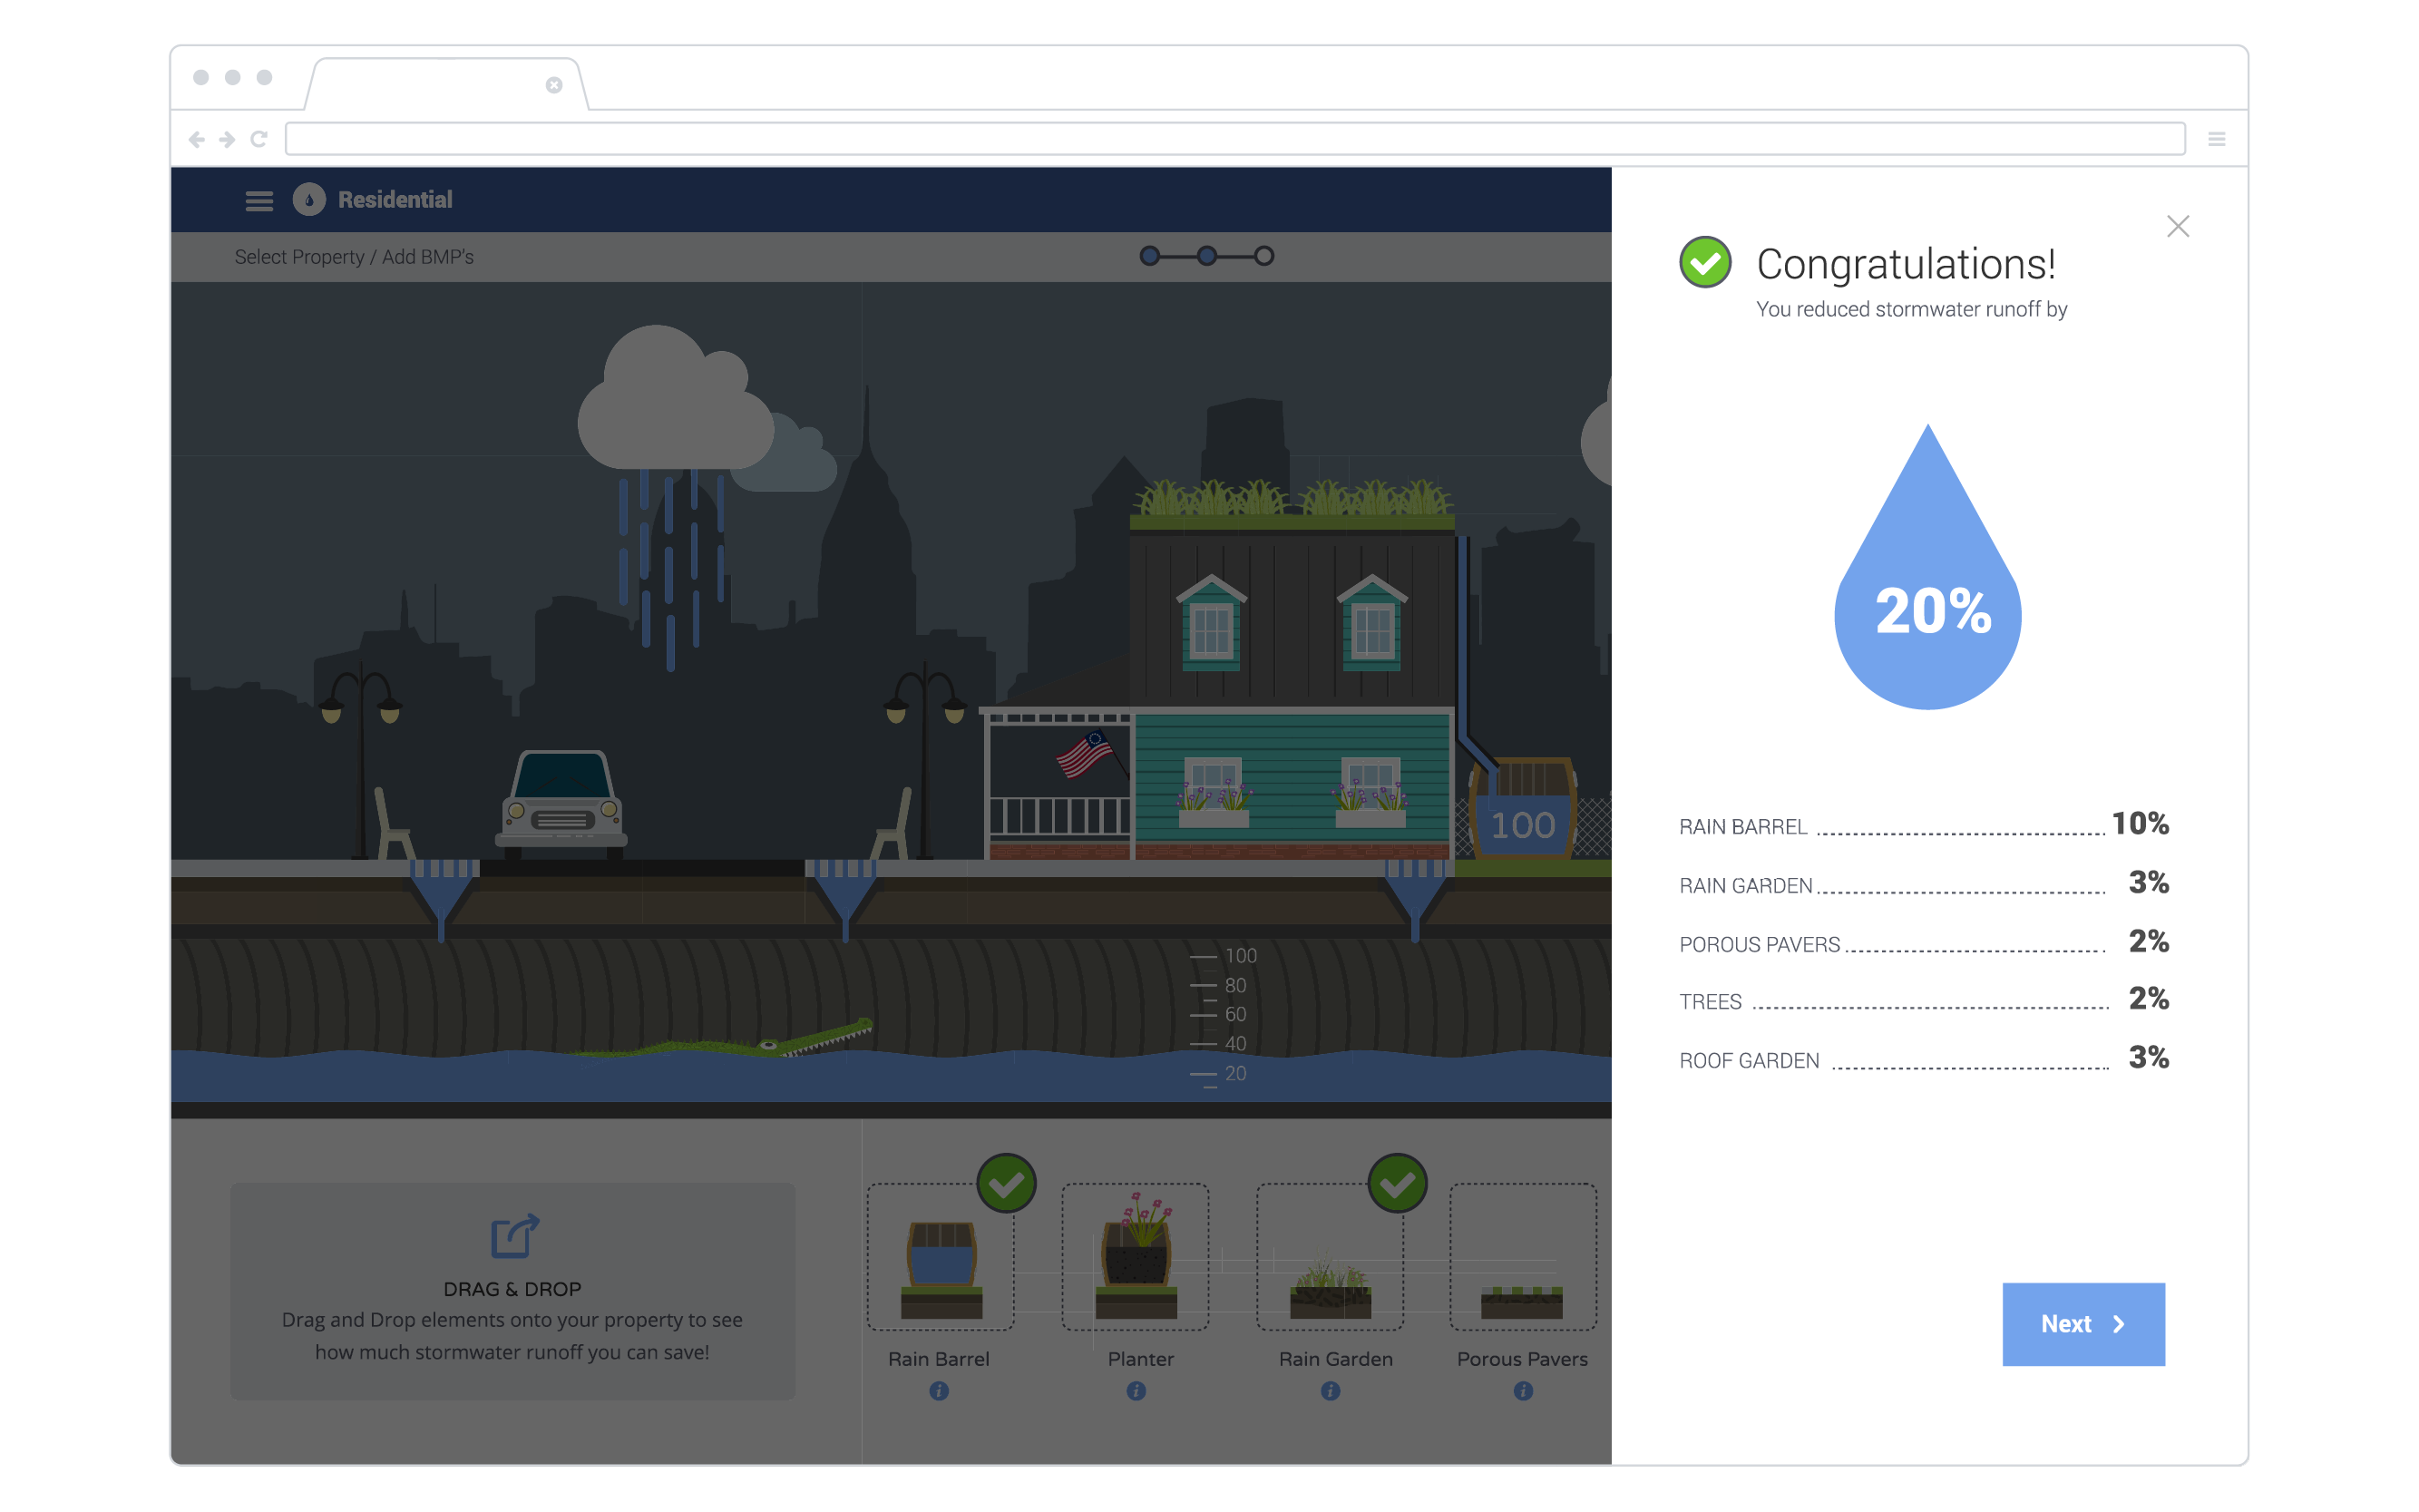 Residential
Select Property / Add BMP's
Congratulations!
You reduced stormwater runoff by
20%
RAIN BARREL 10%
RAIN GARDEN 3%
POROUS PAVERS 2%
TREES 2%
ROOF GARDEN 3%
Next
100
100
80
60
40
20
DRAG & DROP
Drag and Drop elements onto your property to see
how much stormwater runoff you can save!
Rain Barrel
Planter
Rain Garden
Porous Pavers
i
i
i
i